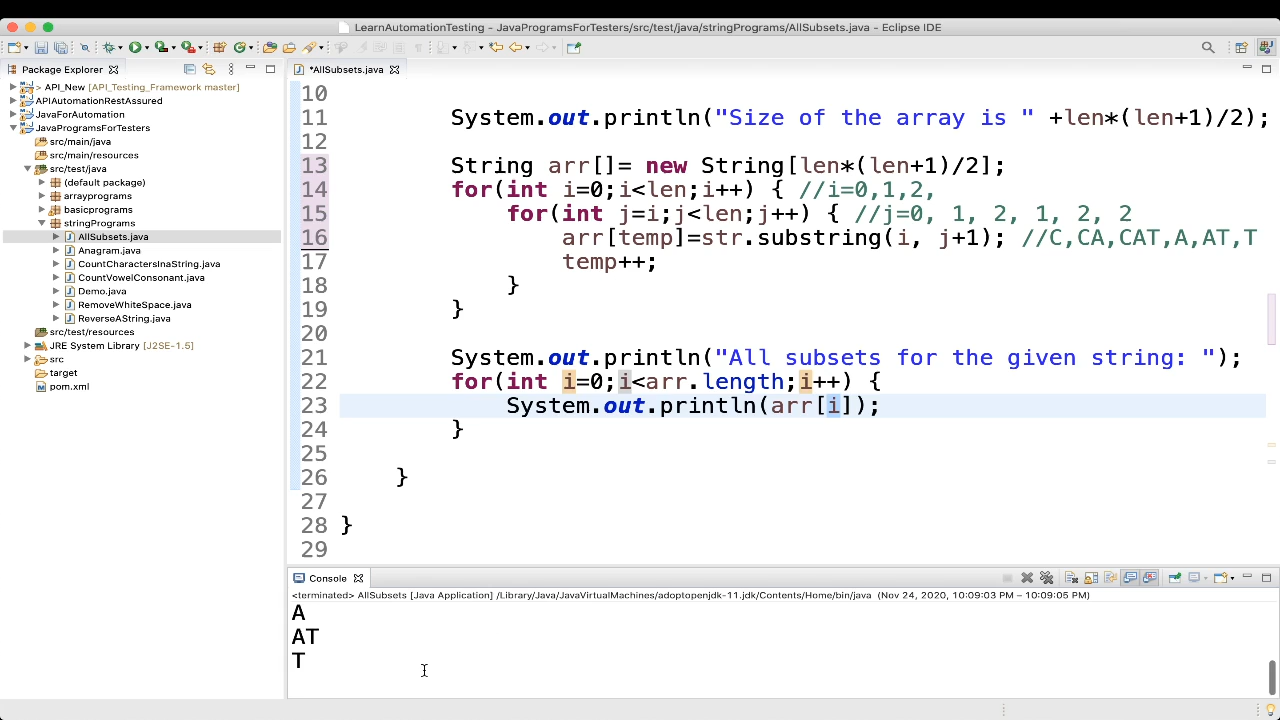 LearnAutomationTesting - JavaProgramsForTesters/src/test/java/stringPrograms/AllSubsets.java - Eclipse IDE
Package Explorer
*AllSubsets.java
> API_New [API_Testing_Framework master]
APIAutomationRestAssured
JavaForAutomation
JavaProgramsForTesters
src/main/java
src/main/resources
src/test/java
(default package)
arrayprograms
basicprograms
stringPrograms
AllSubsets.java
Anagram.java
CountCharactersInaString.java
CountVowelConsonant.java
Demo.java
RemoveWhiteSpace.java
ReverseAString.java
src/test/resources
JRE System Library [J2SE-1.5]
src
target
pom.xml
10
11 System.out.println("Size of the array is " +len*(len+1)/2);
12
13 String arr[]= new String[len*(len+1)/2];
14 for(int i=0;i<len;i++) { //i=0,1,2,
15 for(int j=i;j<len;j++) { //j=0, 1, 2, 1, 2, 2
16 arr[temp]=str.substring(i, j+1); //C,CA,CAT,A,AT,T
17 temp++;
18 }
19 }
20
21 System.out.println("All subsets for the given string: ");
22 for(int i=0;i<arr.length;i++) {
23 System.out.println(arr[i]);
24 }
25
26 }
27
28 }
29
Console
<terminated> AllSubsets [Java Application] /Library/Java/JavaVirtualMachines/adoptopenjdk-11.jdk/Contents/Home/bin/java (Nov 24, 2020, 10:09:03 PM – 10:09:05 PM)
A
AT
T